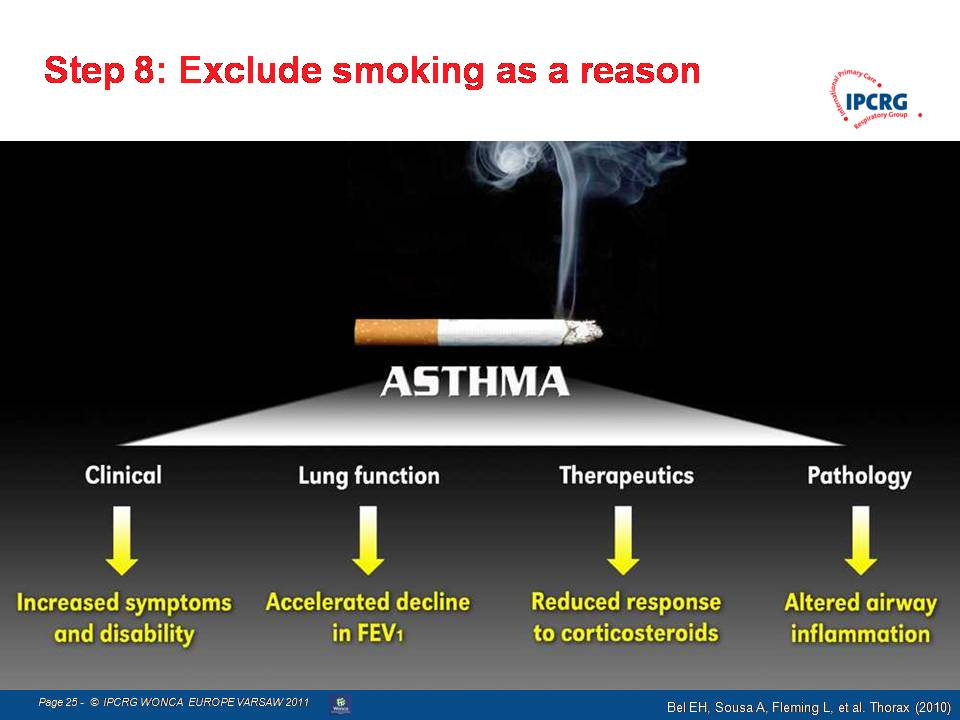 Step 8: Exclude smoking as a reason
International Primary Care
IPCRG
Respiratory Group
ASTHMA
Clinical
Lung function
Therapeutics
Pathology
Increased symptoms
and disability
Accelerated decline
in FEV1
Reduced response
to corticosteroids
Altered airway
inflammation
Page 25 - © IPCRG WONCA EUROPE VARSAW 2011
Wonca
Bel EH, Sousa A, Fleming L, et al. Thorax (2010)